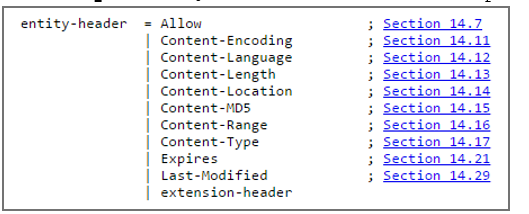 entity-header  = Allow                    ; Section 14.7
               | Content-Encoding         ; Section 14.11
               | Content-Language         ; Section 14.12
               | Content-Length           ; Section 14.13
               | Content-Location         ; Section 14.14
               | Content-MD5              ; Section 14.15
               | Content-Range            ; Section 14.16
               | Content-Type             ; Section 14.17
               | Expires                  ; Section 14.21
               | Last-Modified            ; Section 14.29
               | extension-header